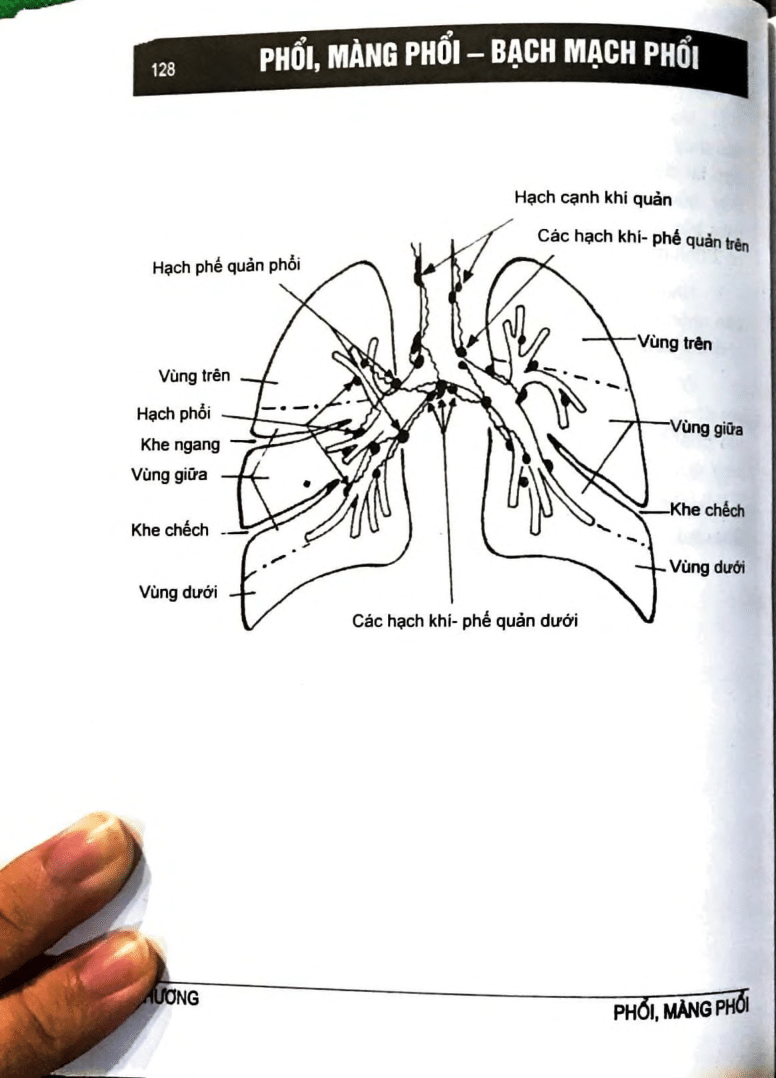 128
PHỔI, MÀNG PHỔI – BẠCH MẠCH PHỔI
Hạch cạnh khí quản
Các hạch khí- phế quản trên
Hạch phế quản phổi
Vùng trên
Vùng trên
Hạch phổi
Vùng giữa
Khe ngang
Vùng giữa
Khe chếch
Khe chếch
Vùng dưới
Vùng dưới
Các hạch khí- phế quản dưới
PHỔI, MÀNG PHỔI